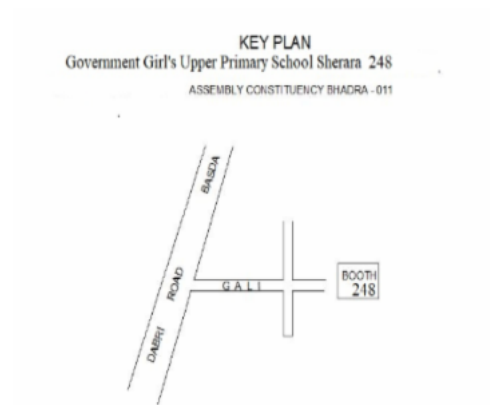 KEY PLAN
Government Girl's Upper Primary School Sherara 248
ASSEMBLY CONSTITUENCY BHADRA - 011
BASDA
ROAD
DABRI
GALI
BOOTH
248